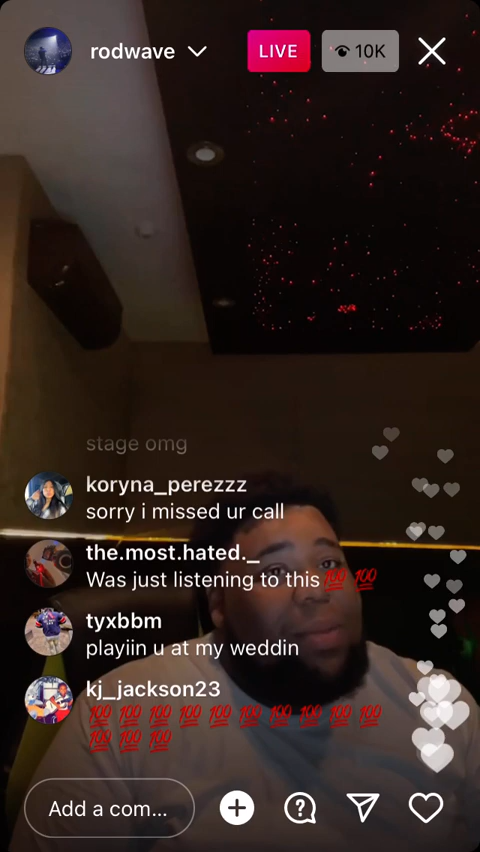 rodwave
LIVE
10K
stage omg
koryna_perezzz
sorry i missed ur call
the.most.hated._
Was just listening to this💯 💯
tyxbbm
playiin u at my weddin
kj_jackson23
💯 💯 💯 💯 💯 💯 💯 💯 💯 💯
💯 💯 💯
Add a com...